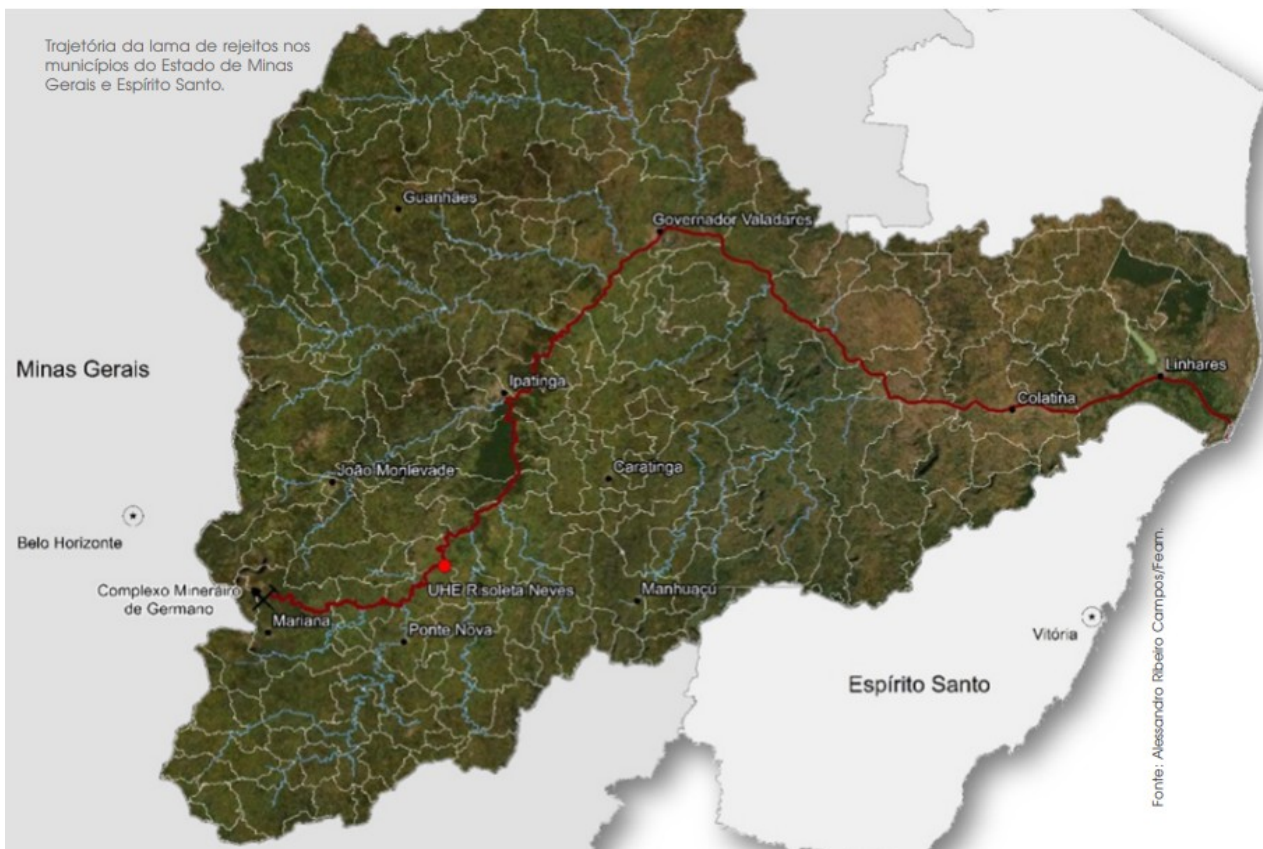 Trajetória da lama de rejeitos nos
municípios do Estado de Minas
Gerais e Espírito Santo.
Guanhães
Governador Valadares
Minas Gerais
Ipatinga
Linhares
Colatina
João Monlevade
Caratinga
Belo Horizonte
Complexo Mineráiro
de Germano
UHE Risoleta Neves
Manhuaçu
Mariana
Ponte Nova
Vitória
Espírito Santo
Fonte: Alessandro Ribeiro Campos/Feam.